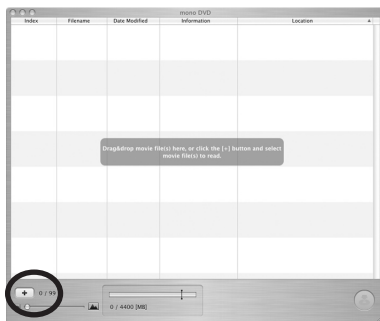 mono DVD
Index Filename Date Modified Information Location
Drag&drop movie file(s) here, or click the [+] button and select
movie file(s) to read.
+ 0 / 99
0 / 4400 [MB]